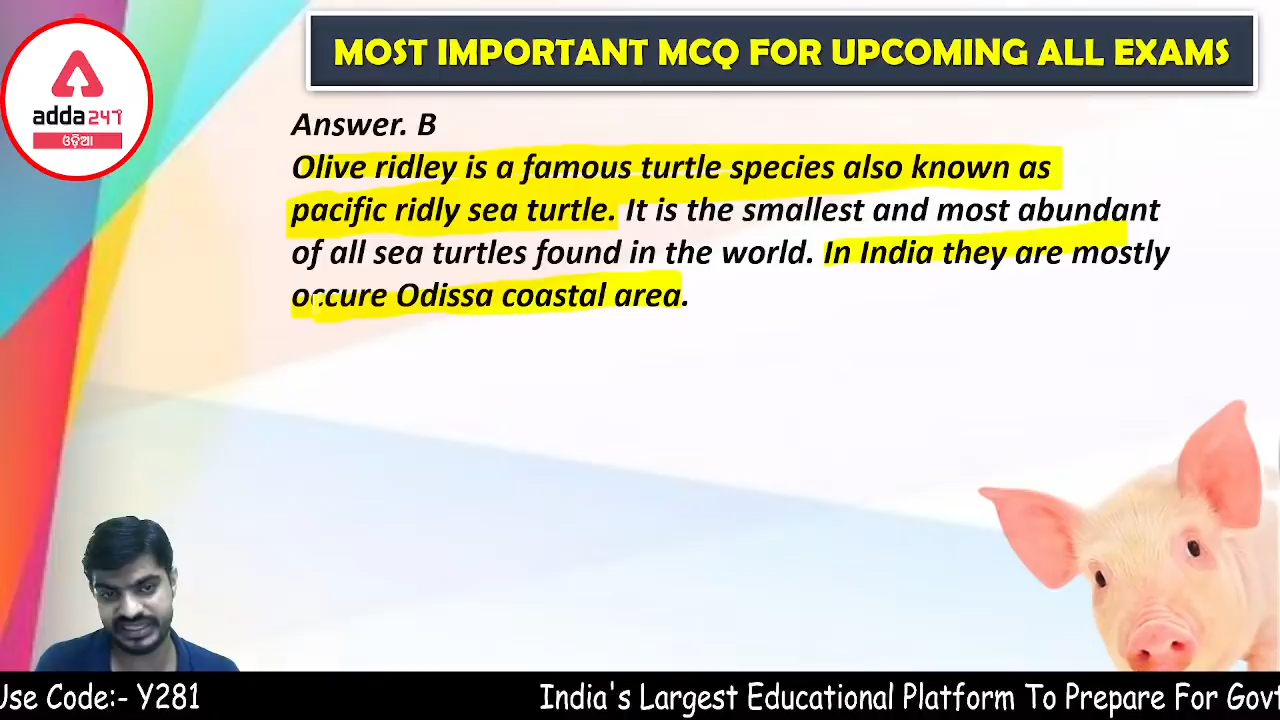 MOST IMPORTANT MCQ FOR UPCOMING ALL EXAMS
adda247
ଓଡ଼ିଆ
Answer. B
Olive ridley is a famous turtle species also known as
pacific ridly sea turtle. It is the smallest and most abundant
of all sea turtles found in the world. In India they are mostly
occure Odissa coastal area.
Use Code:- Y281
India's Largest Educational Platform To Prepare For Govt